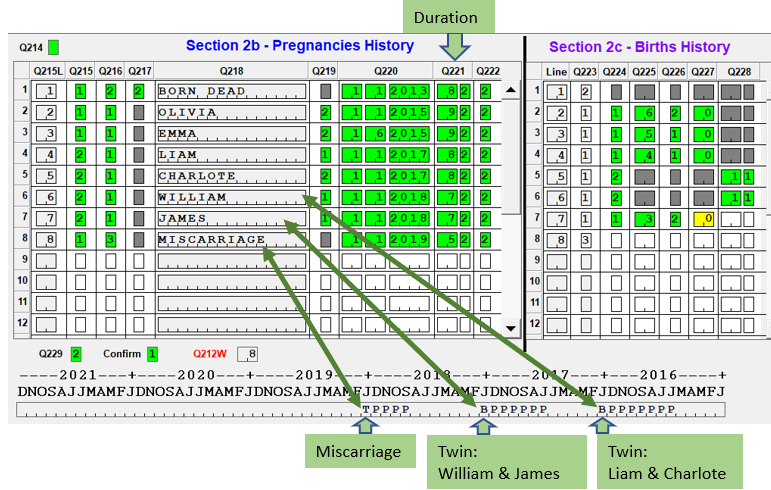 Duration
Q214 Section 2b - Pregnancies History Section 2c - Births History
Q215L Q215 Q216 Q217 Q218 Q219 Q220 Q221 Q222 Line Q223 Q224 Q225 Q226 Q227 Q228
1 1 1 2 2 BORN DEAD 1 1 2013 8 2 2 1 1 2
2 2 1 1 OLIVIA 2 1 1 2015 9 2 2 2 2 1 1 6 2 0
3 3 1 1 EMMA 2 1 6 2015 9 2 2 3 3 1 1 5 1 0
4 4 2 1 LIAM 1 1 1 2017 8 2 2 4 4 1 1 4 1 0
5 5 2 1 CHARLOTE 2 1 1 2017 8 2 2 5 5 1 2 1 1
6 6 2 1 WILLIAM 1 1 1 2018 7 2 2 6 6 1 2 1 1
7 7 2 1 JAMES 1 1 1 2018 7 2 2 7 7 1 1 3 2 0
8 8 1 3 MISCARRIAGE 1 1 2019 5 2 2 8 8 3
9 9
10 10
11 11
12 12
Q229 2 Confirm 1 Q212W 8
----2021---+----2020----+----2019----+----2018----+----2017----+----2016----+
DNOSAJJMAMFJDNOSAJJMAMFJDNOSAJJMAMFJDNOSAJJMAMFJDNOSAJJMAMFJDNOSAJJMAMFJ
TPPPP BPPPPPP BPPPPPPP
Miscarriage
Twin:
William & James
Twin:
Liam & Charlote